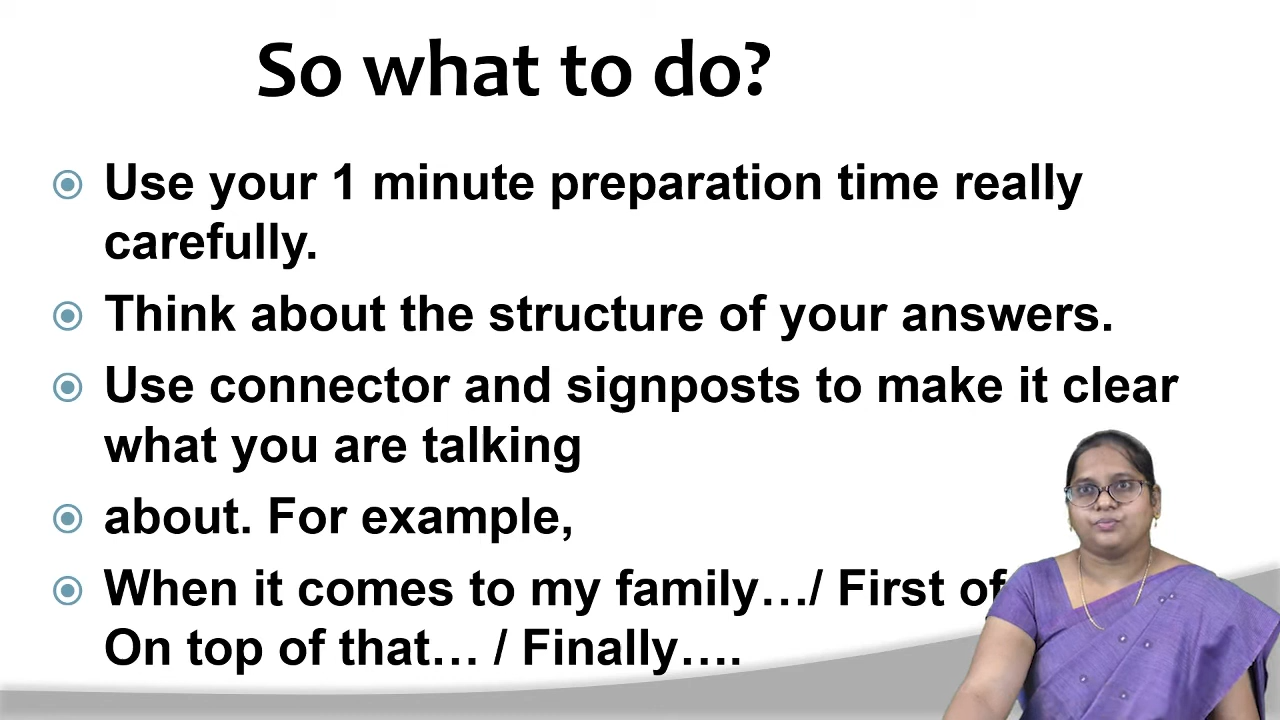 So what to do?
Use your 1 minute preparation time really
carefully.
Think about the structure of your answers.
Use connector and signposts to make it clear
what you are talking
about. For example,
When it comes to my family…/ First of
On top of that… / Finally….